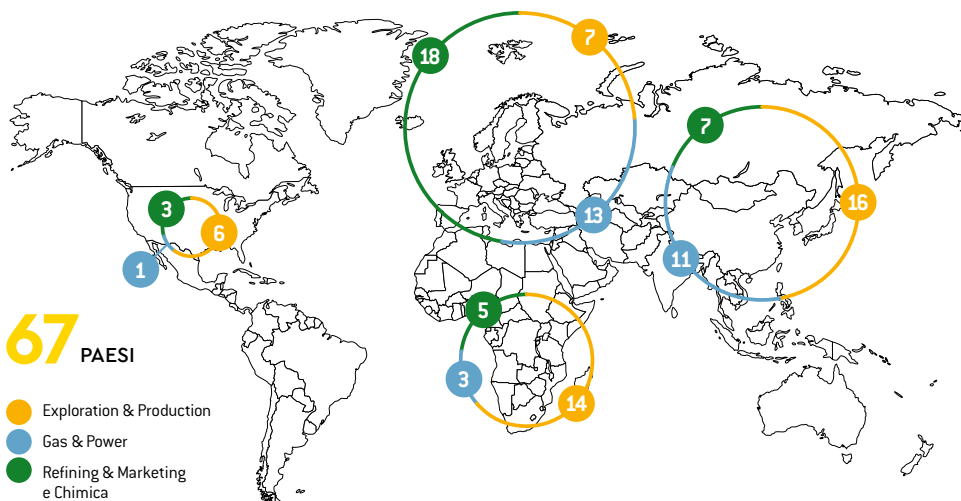 18
7
7
3
6
16
13
1
11
5
3
14
67 PAESI
Exploration & Production
Gas & Power
Refining & Marketing
e Chimica